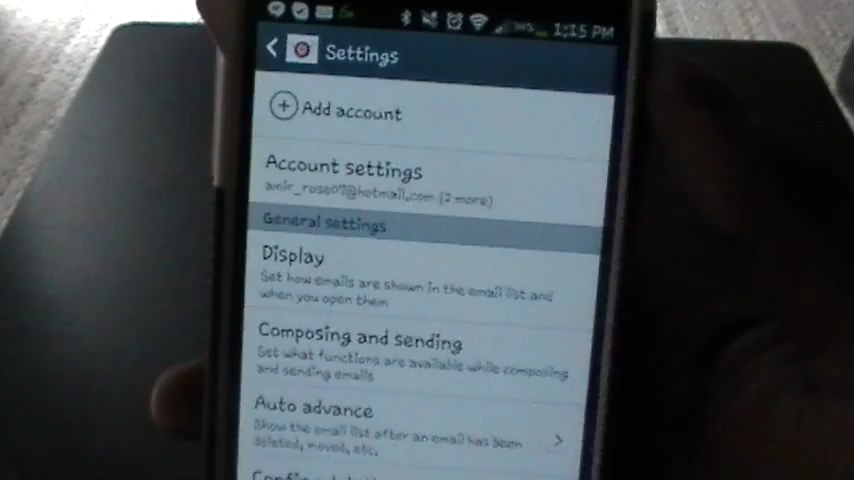 1:15 PM
Settings
Add account
Account settings
amir_rose07@hotmail.com (2 more)
General settings
Display
Set how emails are shown in the email list and
when you open them
Composing and sending
Set what functions are available while composing
and sending emails
Auto advance
Show the email list after an email has been
deleted, moved, etc.